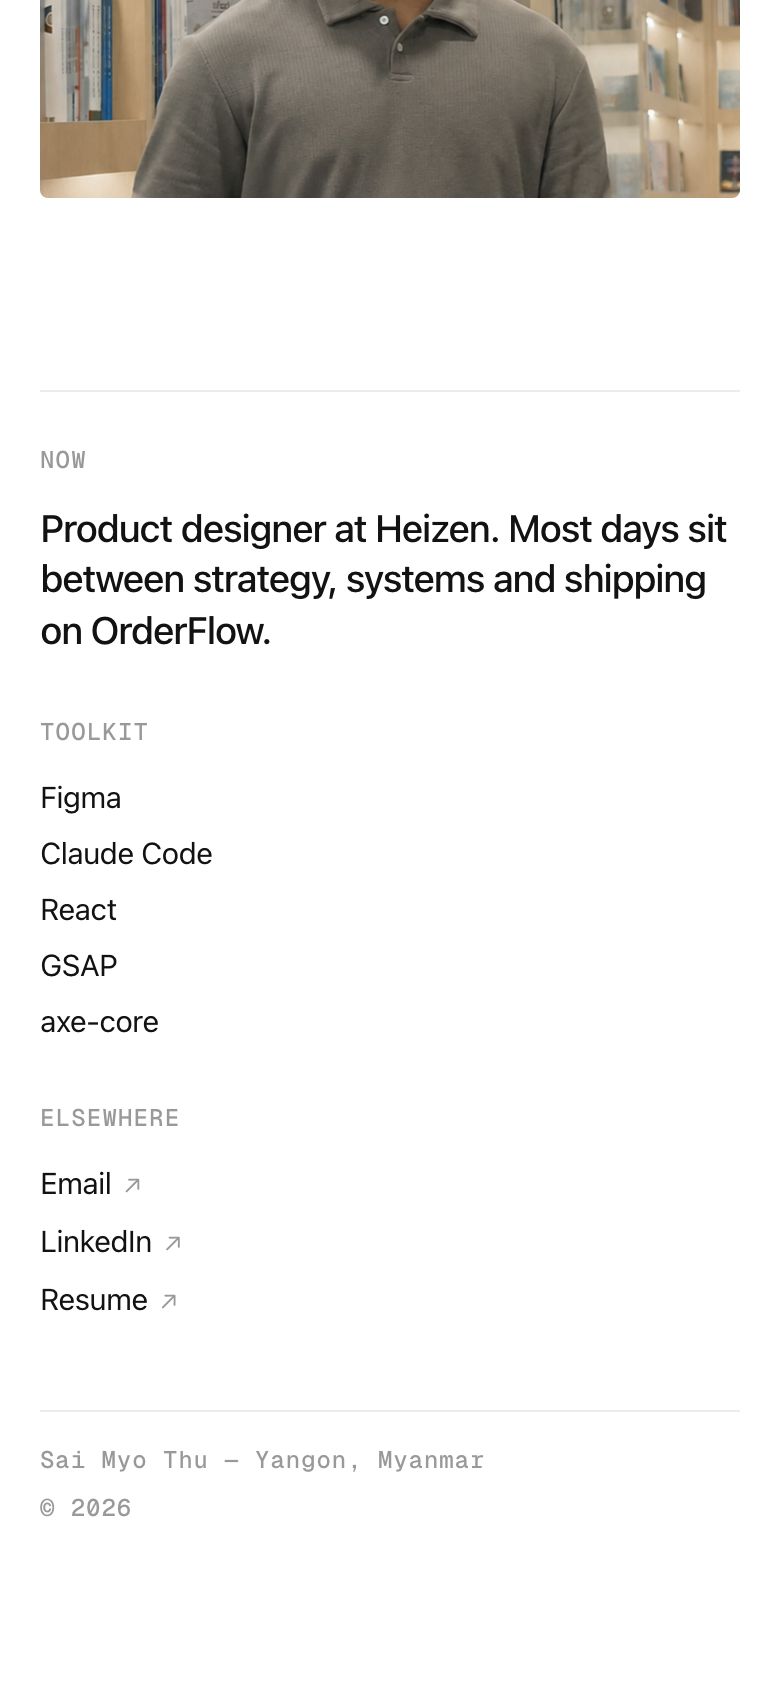 NOW
Product designer at Heizen. Most days sit
between strategy, systems and shipping
on OrderFlow.
TOOLKIT
Figma
Claude Code
React
GSAP
axe-core
ELSEWHERE
Email ↗
LinkedIn ↗
Resume ↗
Sai Myo Thu — Yangon, Myanmar
© 2026